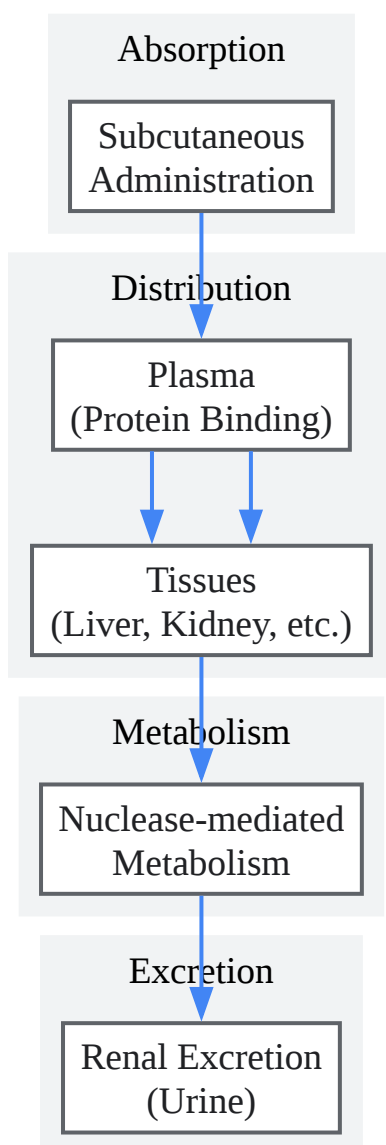 Absorption
Subcutaneous
Administration
Distribution
Plasma
(Protein Binding)
Tissues
(Liver, Kidney, etc.)
Metabolism
Nuclease-mediated
Metabolism
Excretion
Renal Excretion
(Urine)